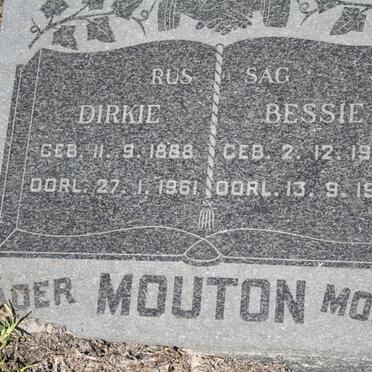 RUS SAG
DIRKIE BESSIE
GEB. 11. 9. 1888 GEB. 2. 12. 19
OORL. 27. 1. 1961 OORL. 13. 9. 19
DER MOUTON MO